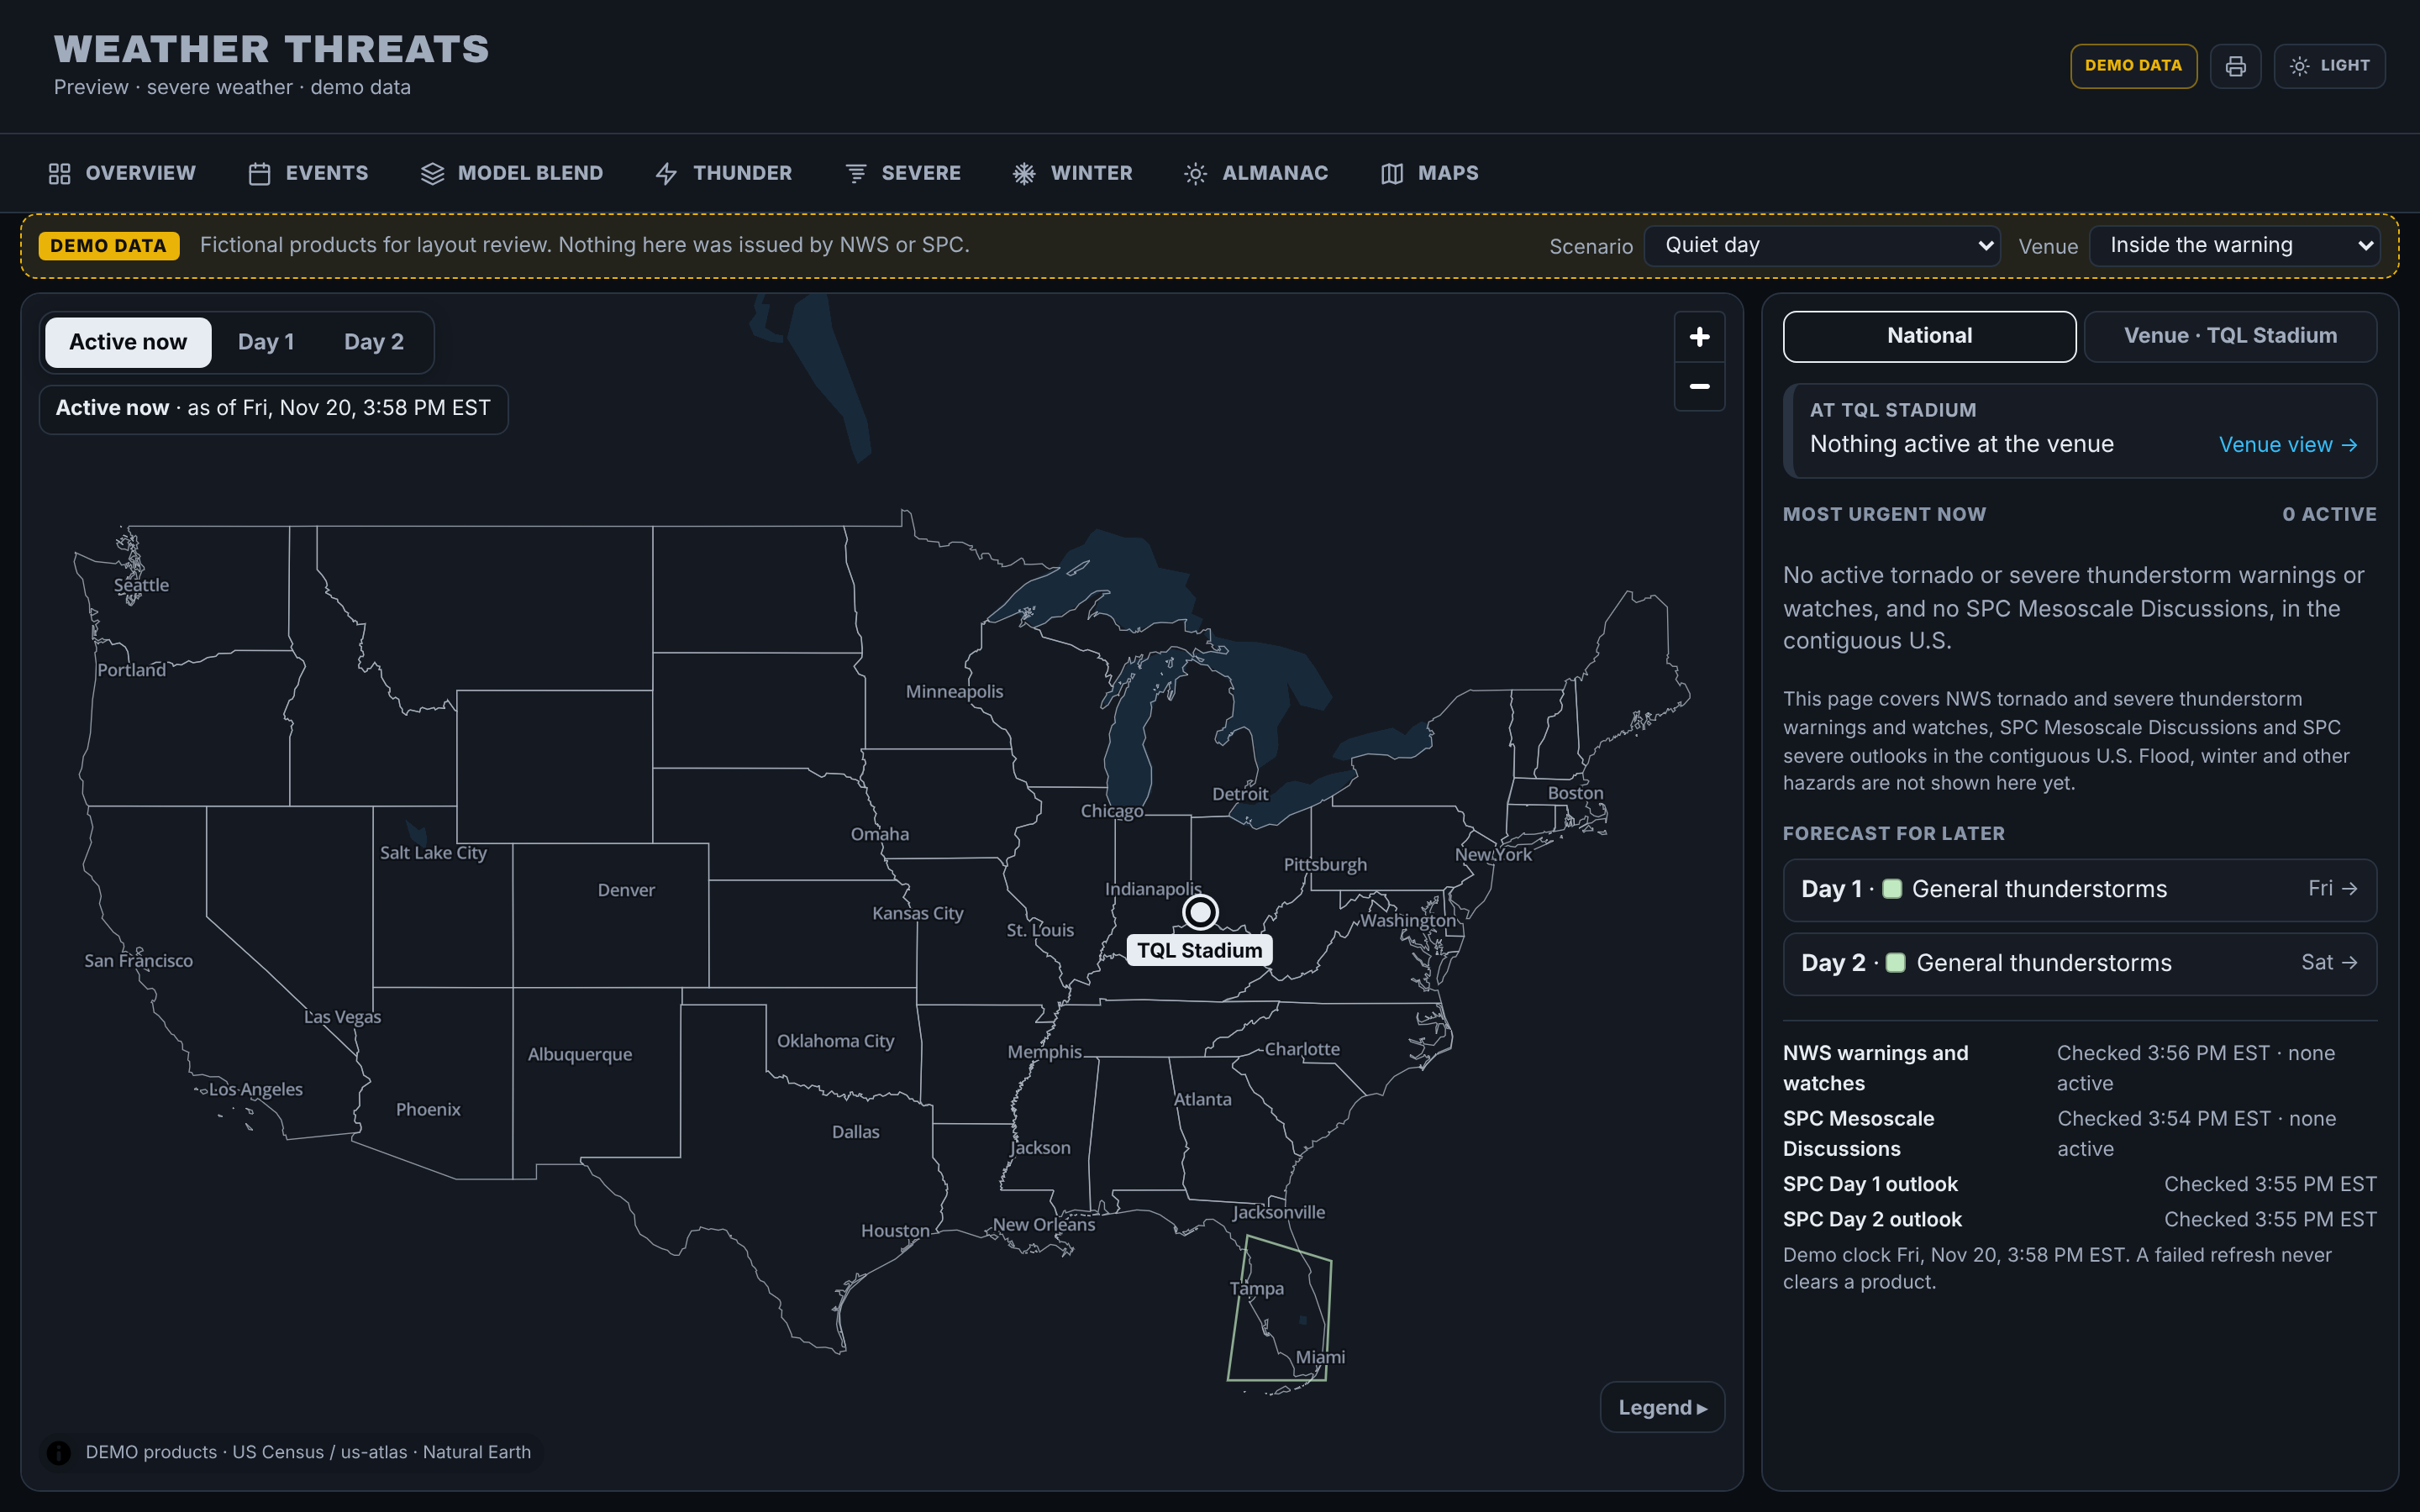 WEATHER THREATS
Preview · severe weather · demo data
DEMO DATA
LIGHT
OVERVIEW
EVENTS
MODEL BLEND
THUNDER
SEVERE
WINTER
ALMANAC
MAPS
DEMO DATA Fictional products for layout review. Nothing here was issued by NWS or SPC.
Scenario Quiet day
Venue Inside the warning
Active now Day 1 Day 2
Active now · as of Fri, Nov 20, 3:58 PM EST
+
−
Seattle
Portland
Minneapolis
Detroit
Boston
Chicago
Omaha
Salt Lake City
New York
Pittsburgh
Denver
Indianapolis
Kansas City
Washington
St. Louis
TQL Stadium
San Francisco
Las Vegas
Oklahoma City
Charlotte
Memphis
Albuquerque
Los Angeles
Atlanta
Phoenix
Dallas
Jackson
Jacksonville
New Orleans
Houston
Tampa
Miami
Legend ▸
DEMO products · US Census / us-atlas · Natural Earth
National
Venue · TQL Stadium
AT TQL STADIUM
Nothing active at the venue
Venue view →
MOST URGENT NOW
0 ACTIVE
No active tornado or severe thunderstorm warnings or
watches, and no SPC Mesoscale Discussions, in the
contiguous U.S.
This page covers NWS tornado and severe thunderstorm
warnings and watches, SPC Mesoscale Discussions and SPC
severe outlooks in the contiguous U.S. Flood, winter and other
hazards are not shown here yet.
FORECAST FOR LATER
Day 1 · General thunderstorms Fri →
Day 2 · General thunderstorms Sat →
NWS warnings and
watches
Checked 3:56 PM EST · none
active
SPC Mesoscale
Discussions
Checked 3:54 PM EST · none
active
SPC Day 1 outlook Checked 3:55 PM EST
SPC Day 2 outlook Checked 3:55 PM EST
Demo clock Fri, Nov 20, 3:58 PM EST. A failed refresh never
clears a product.